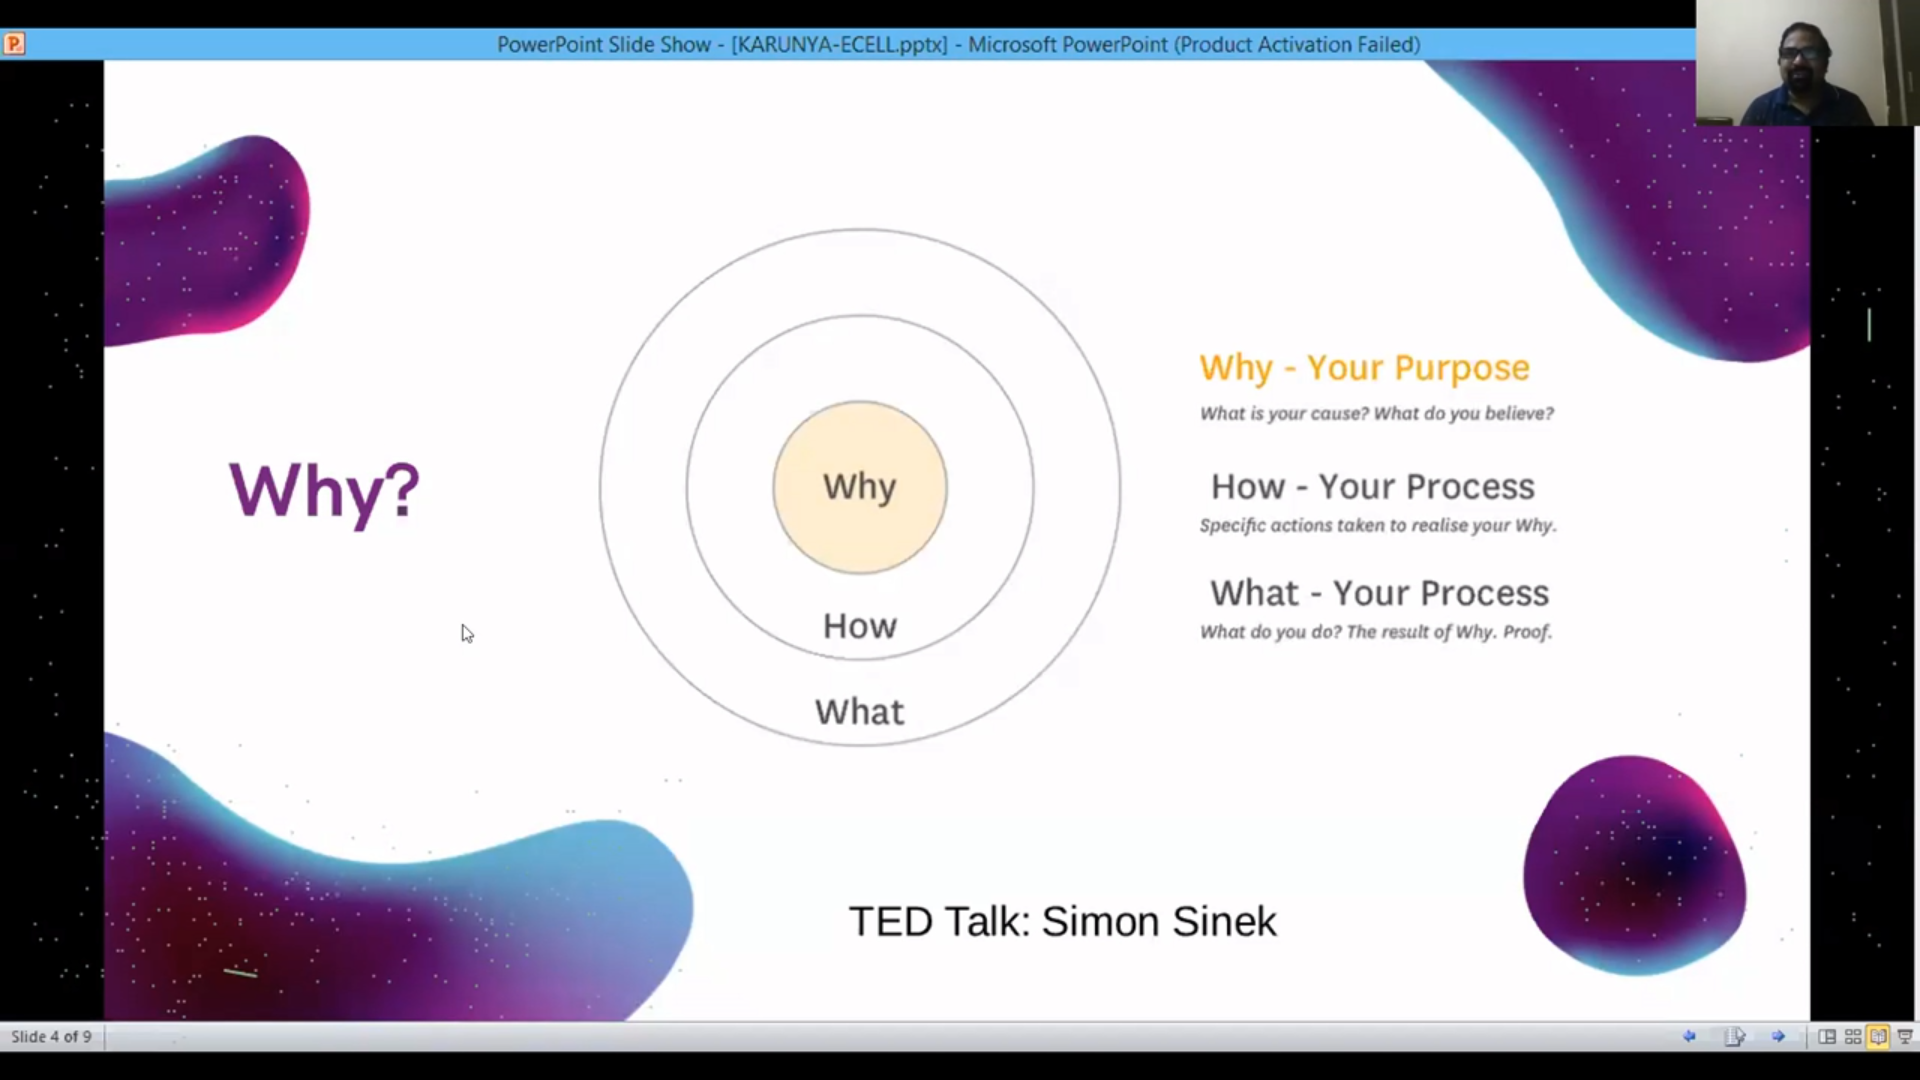 PowerPoint Slide Show - [KARUNYA-ECELL.pptx] - Microsoft PowerPoint (Product Activation Failed)
Why?
Why
How
What
Why - Your Purpose
What is your cause? What do you believe?
How - Your Process
Specific actions taken to realise your Why.
What - Your Process
What do you do? The result of Why. Proof.
TED Talk: Simon Sinek
Slide 4 of 9